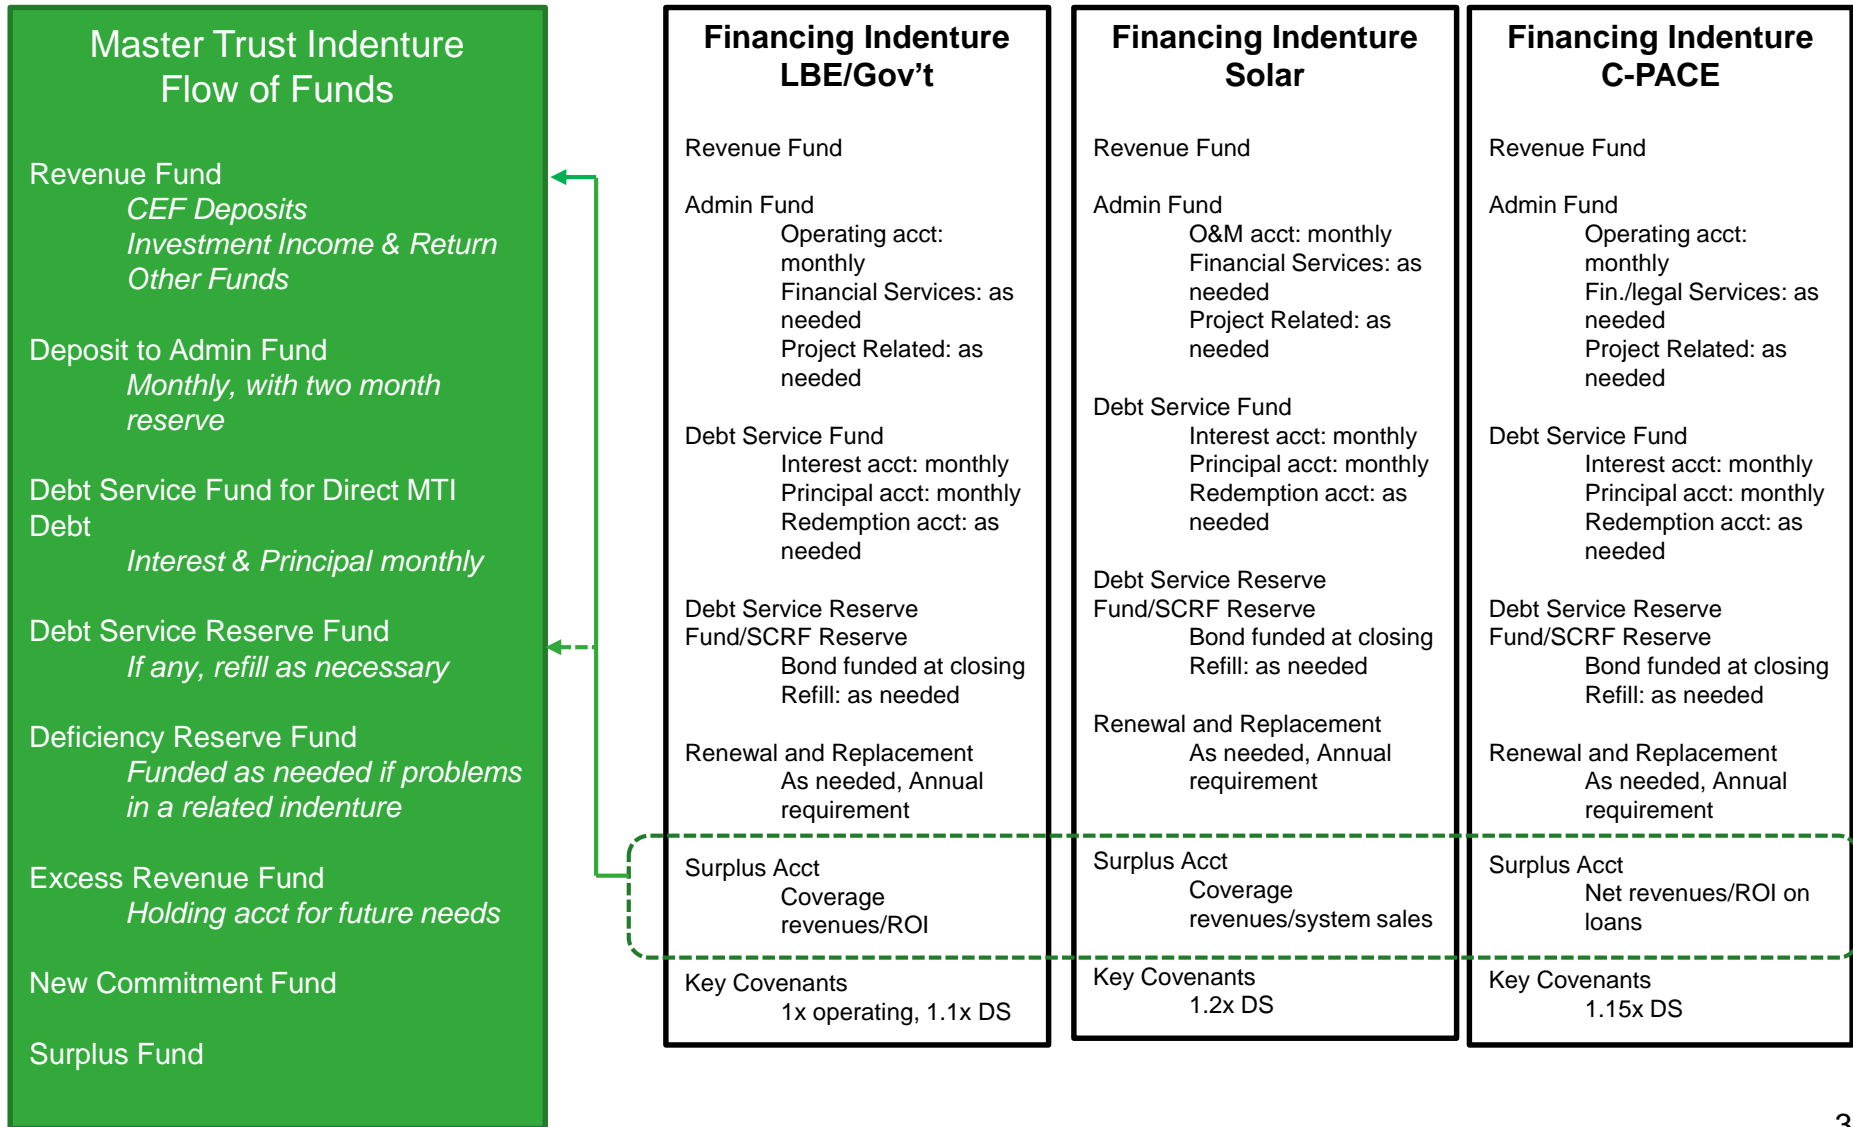 Master Trust Indenture
Flow of Funds
Revenue Fund
CEF Deposits
Investment Income & Return
Other Funds
Deposit to Admin Fund
Monthly, with two month
reserve
Debt Service Fund for Direct MTI
Debt
Interest & Principal monthly
Debt Service Reserve Fund
If any, refill as necessary
Deficiency Reserve Fund
Funded as needed if problems
in a related indenture
Excess Revenue Fund
Holding acct for future needs
New Commitment Fund
Surplus Fund
Financing Indenture
LBE/Gov’t
Revenue Fund
Admin Fund
Operating acct:
monthly
Financial Services: as
needed
Project Related: as
needed
Debt Service Fund
Interest acct: monthly
Principal acct: monthly
Redemption acct: as
needed
Debt Service Reserve
Fund/SCRF Reserve
Bond funded at closing
Refill: as needed
Renewal and Replacement
As needed, Annual
requirement
Surplus Acct
Coverage
revenues/ROI
Key Covenants
1x operating, 1.1x DS
Financing Indenture
Solar
Revenue Fund
Admin Fund
O&M acct: monthly
Financial Services: as
needed
Project Related: as
needed
Debt Service Fund
Interest acct: monthly
Principal acct: monthly
Redemption acct: as
needed
Debt Service Reserve
Fund/SCRF Reserve
Bond funded at closing
Refill: as needed
Renewal and Replacement
As needed, Annual
requirement
Surplus Acct
Coverage
revenues/system sales
Key Covenants
1.2x DS
Financing Indenture
C-PACE
Revenue Fund
Admin Fund
Operating acct:
monthly
Fin./legal Services: as
needed
Project Related: as
needed
Debt Service Fund
Interest acct: monthly
Principal acct: monthly
Redemption acct: as
needed
Debt Service Reserve
Fund/SCRF Reserve
Bond funded at closing
Refill: as needed
Renewal and Replacement
As needed, Annual
requirement
Surplus Acct
Net revenues/ROI on
loans
Key Covenants
1.15x DS